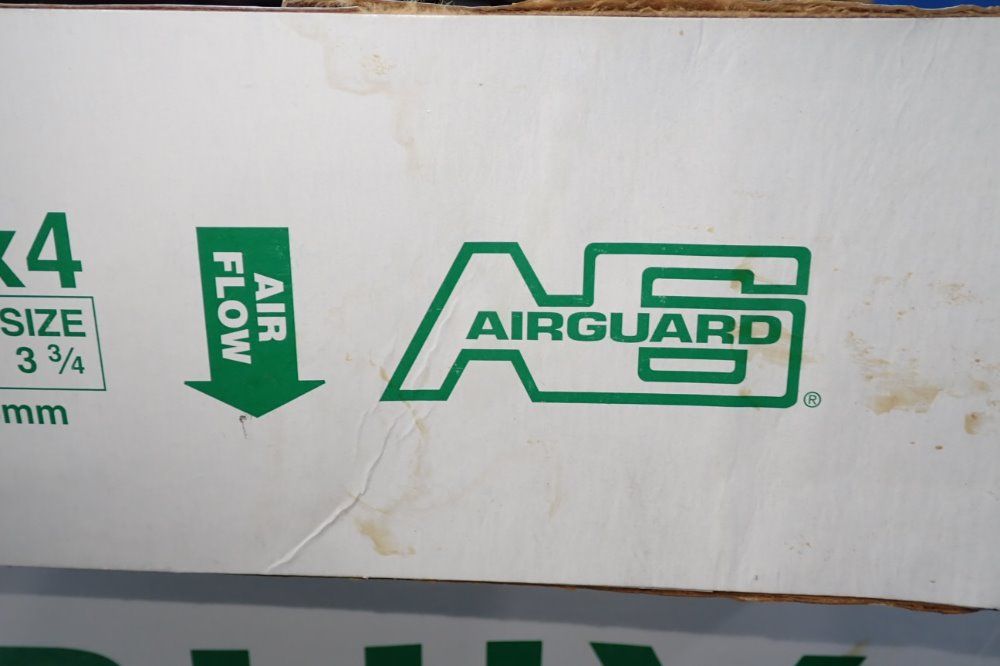 x4
SIZE
3 3/4
mm
AIR
FLOW
AIRGUARD
®